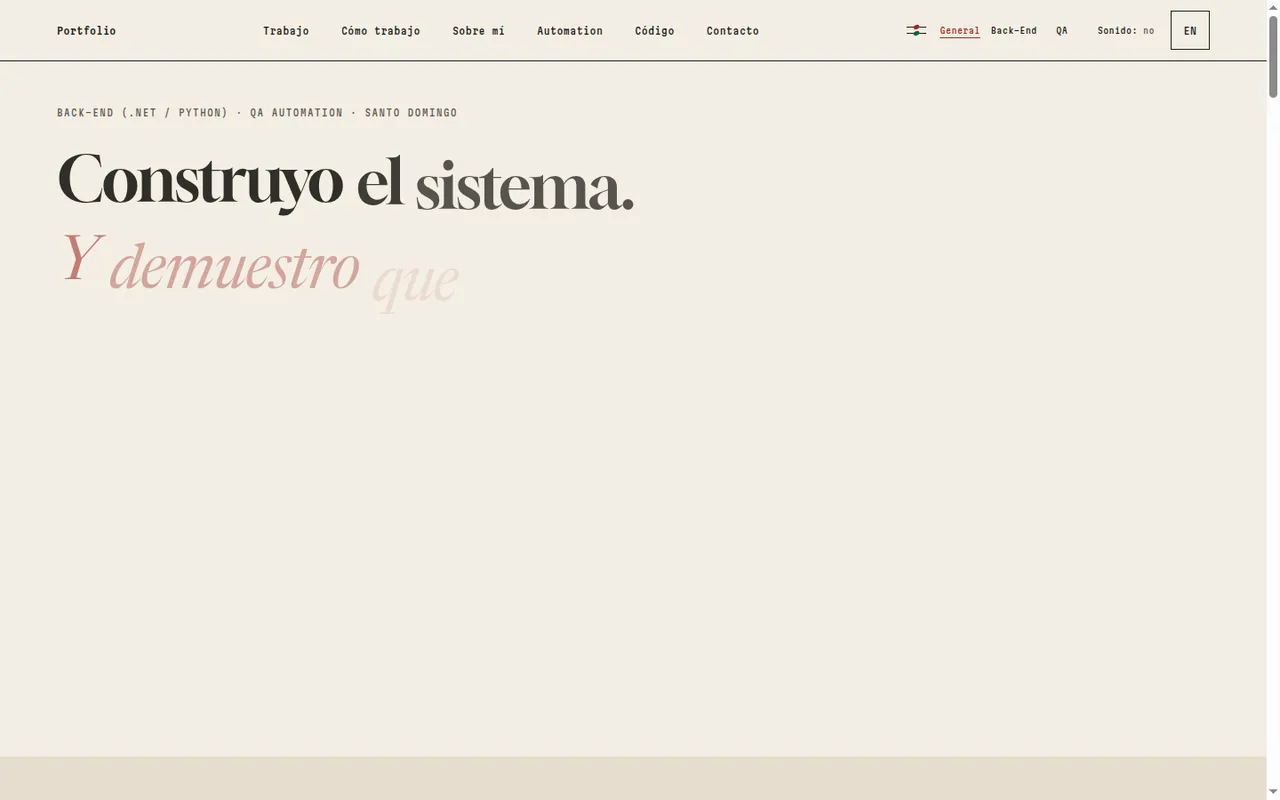 Portfolio
Trabajo Cómo trabajo Sobre mí Automation Código Contacto
General Back-End QA Sonido: no EN
BACK-END (.NET / PYTHON) · QA AUTOMATION · SANTO DOMINGO
Construyo el sistema.
Y demuestro que